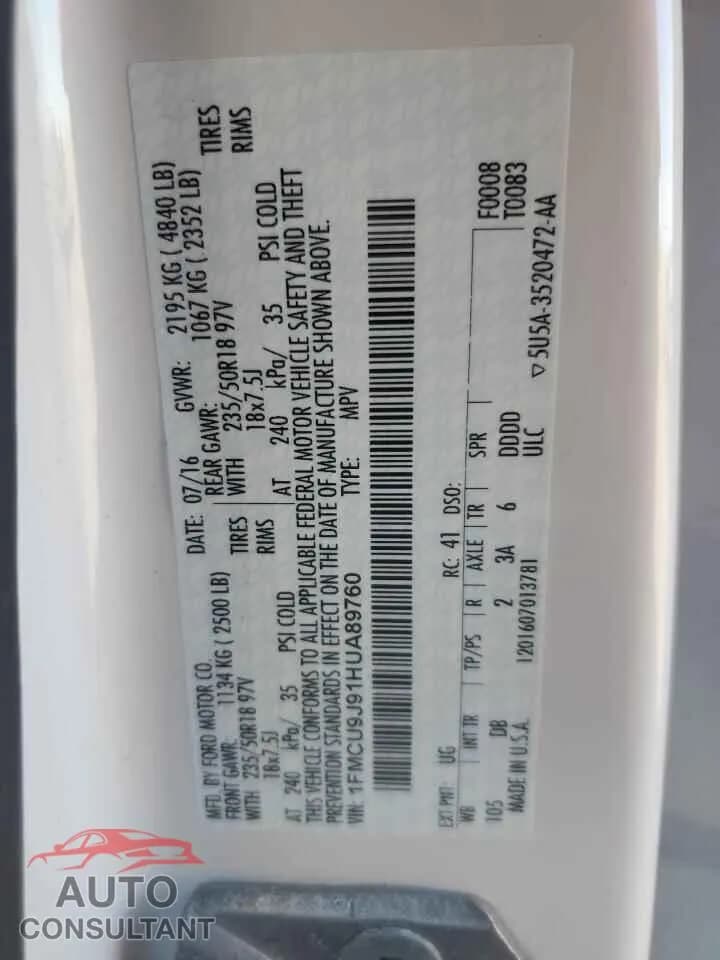 MFD. BY FORD MOTOR CO. DATE: 07/16 GVWR: 2195 KG ( 4840 LB)
FRONT GAWR: 1134 KG ( 2500 LB) REAR GAWR: 1067 KG ( 2352 LB)
WITH 235/50R18 97V TIRES WITH 235/50R18 97V TIRES
18x7.5J RIMS 18x7.5J RIMS
AT 240 kPa/ 35 PSI COLD AT 240 kPa/ 35 PSI COLD
THIS VEHICLE CONFORMS TO ALL APPLICABLE FEDERAL MOTOR VEHICLE SAFETY AND THEFT
PREVENTION STANDARDS IN EFFECT ON THE DATE OF MANUFACTURE SHOWN ABOVE.
VIN: 1FMCU9J91HUA89760 TYPE: MPV
F0008
T0083
EXT PNT: UG RC: 41 DSO:
WB INT TR TP/PS R AXLE TR SPR
105 DB 2 3A 6 DDDD
MADE IN U.S.A. 1201607013781 ULC
▽5U5A-3520472-AA
AUTO
CONSULTANT